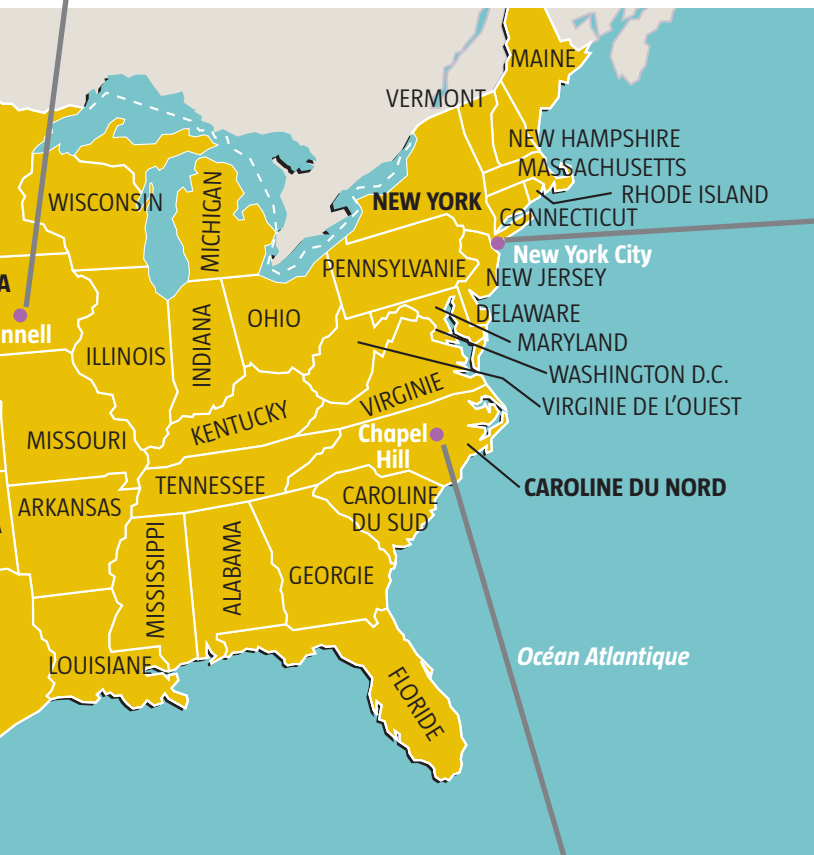 MAINE
VERMONT
NEW HAMPSHIRE
MASSACHUSETTS
RHODE ISLAND
CONNECTICUT
NEW YORK
WISCONSIN
MICHIGAN
New York City
PENNSYLVANIE
NEW JERSEY
A
nnell
OHIO
INDIANA
ILLINOIS
DELAWARE
MARYLAND
WASHINGTON D.C.
VIRGINIE DE L'OUEST
VIRGINIE
KENTUCKY
MISSOURI
Chapel
Hill
CAROLINE DU NORD
TENNESSEE
ARKANSAS
CAROLINE
DU SUD
MISSISSIPPI
ALABAMA
GEORGIE
LOUISIANE
FLORIDE
Océan Atlantique